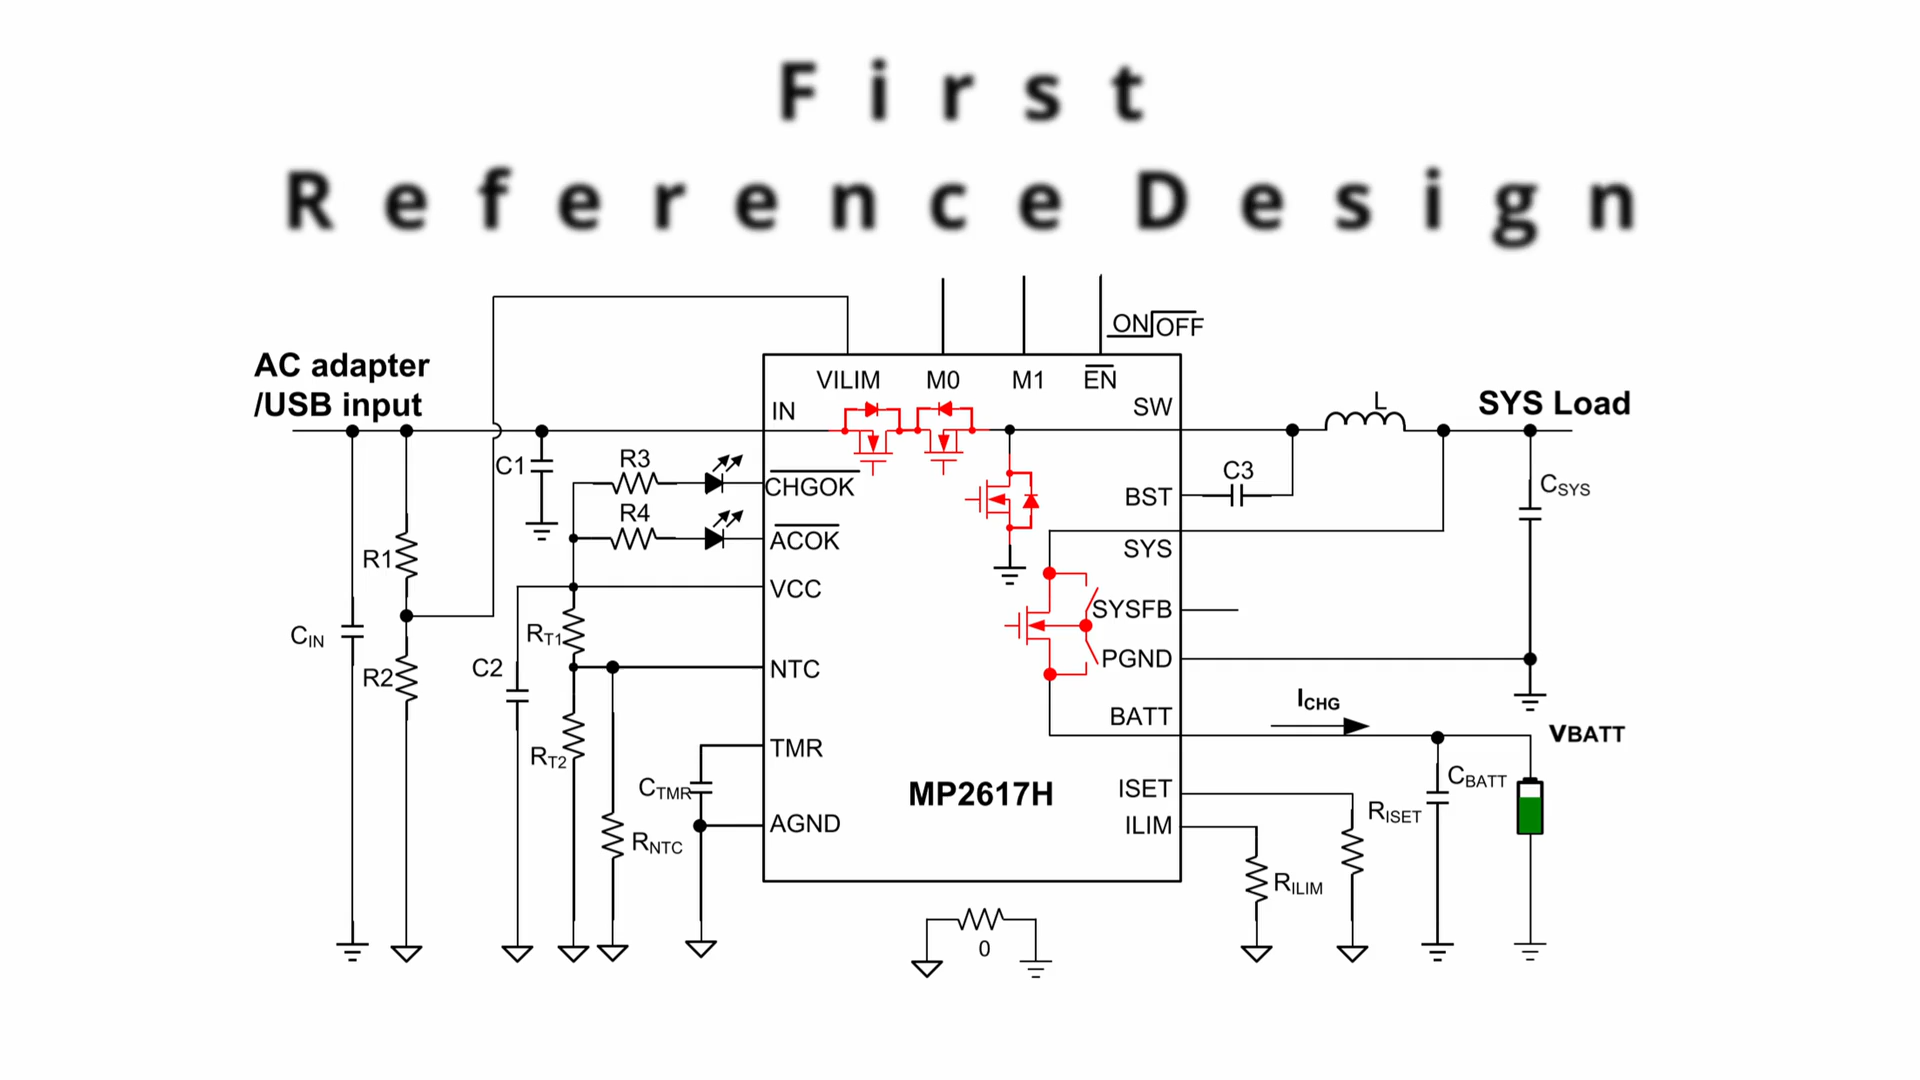 First
Reference Design
ON OFF
AC adapter
/USB input
VILIM M0 M1 EN
IN
SW
L
SYS Load
C1
R3
CHGOK
C3
BST
CSYS
R4
ACOK
SYS
R1
VCC
SYSFB
CIN
RT1
C2
NTC
PGND
R2
ICHG
BATT
VBATT
RT2
TMR
CTMR
MP2617H
ISET
CBATT
RISET
AGND
ILIM
RNTC
RILIM
0